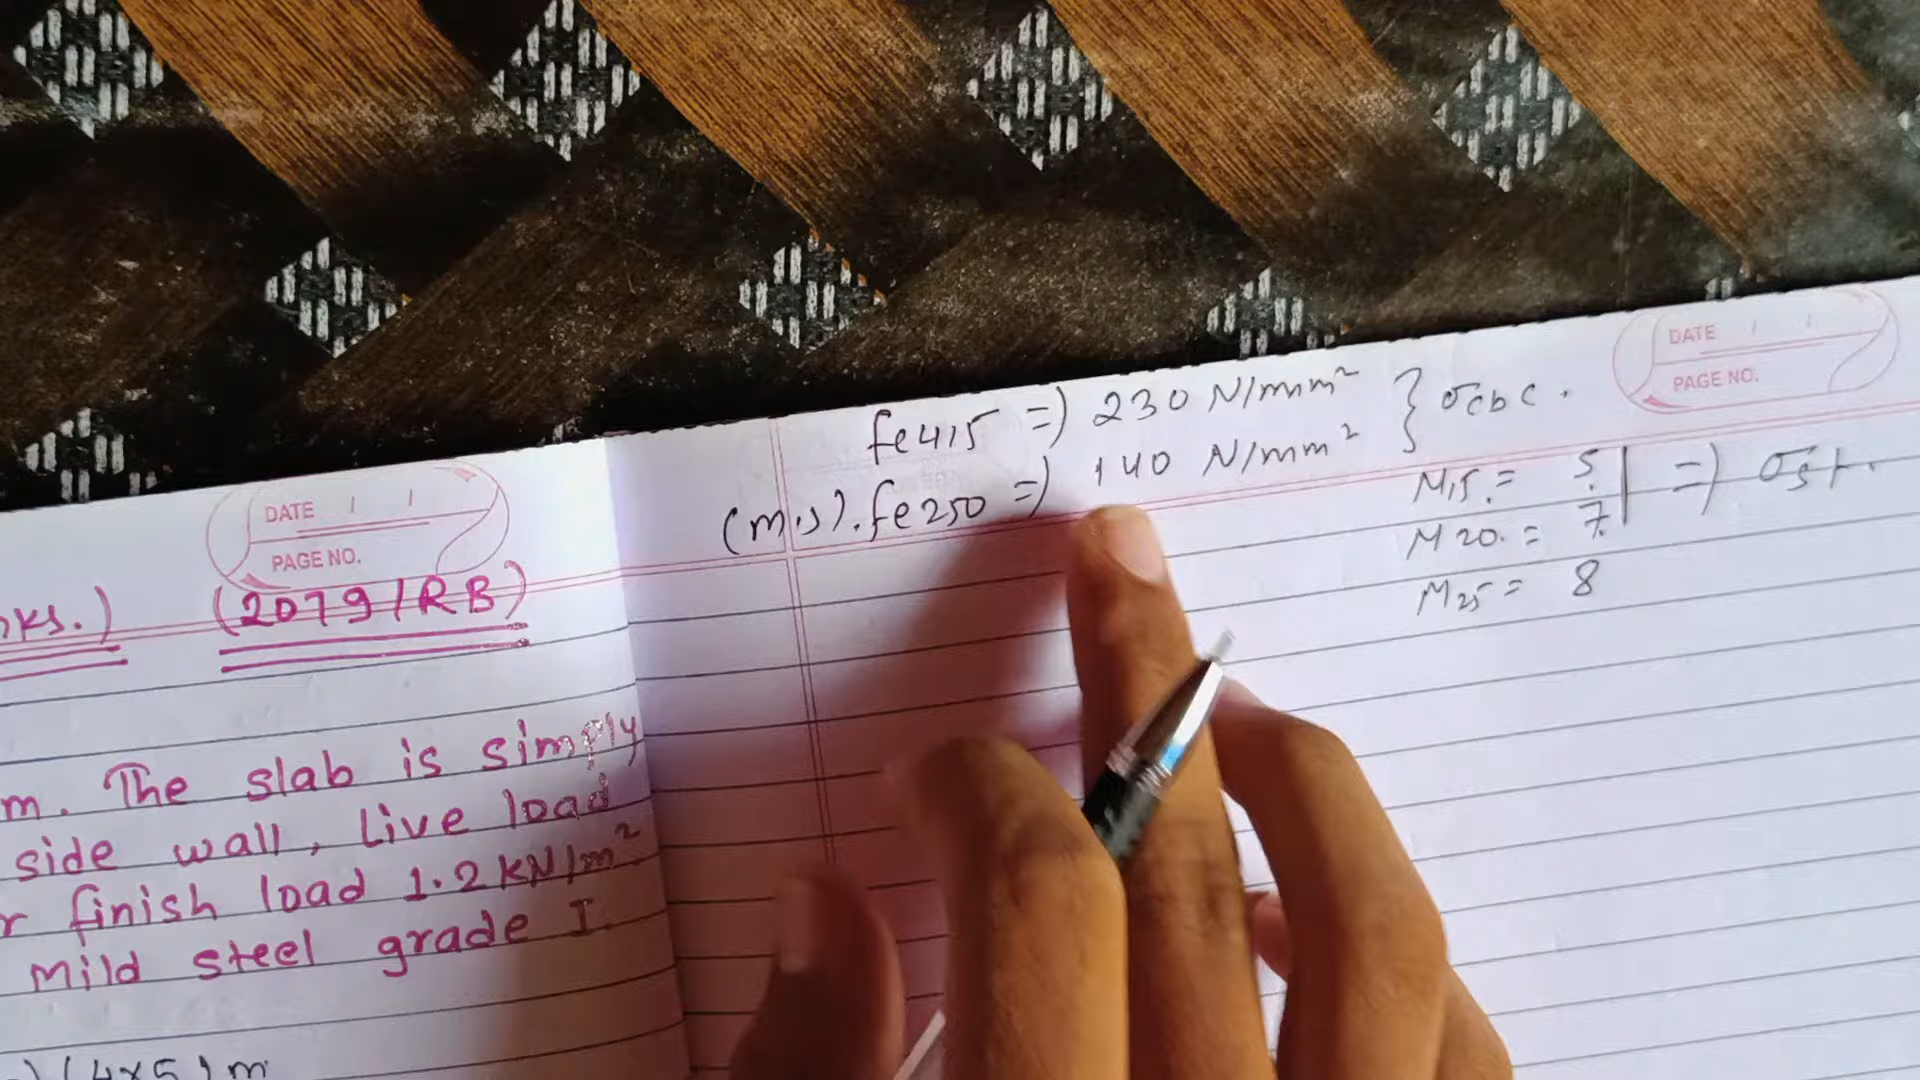 DATE / /
PAGE NO.
ks.) (2079/RB)
m. The slab is simply
side wall, Live load
r finish load 1.2 KN/m².
Mild steel grade I.
) (4x5) m
fe415 => 230 N/mm² } σcbc.
(m.s). fe250 => 140 N/mm²
M15. = 5. | => σst.
M20. = 7.
M25 = 8
DATE / /
PAGE NO.